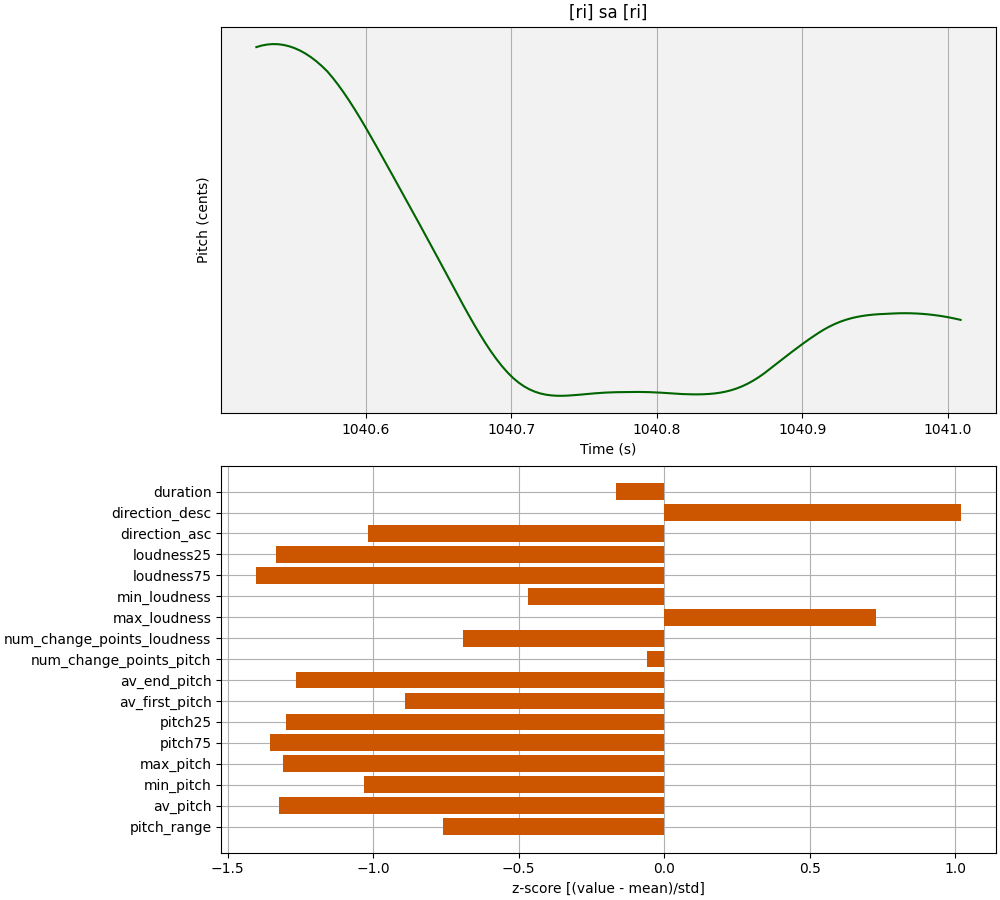 [ri] sa [ri]
Pitch (cents)
1040.6 1040.7 1040.8 1040.9 1041.0
Time (s)
duration
direction_desc
direction_asc
loudness25
loudness75
min_loudness
max_loudness
num_change_points_loudness
num_change_points_pitch
av_end_pitch
av_first_pitch
pitch25
pitch75
max_pitch
min_pitch
av_pitch
pitch_range
−1.5 −1.0 −0.5 0.0 0.5 1.0
z-score [(value - mean)/std]